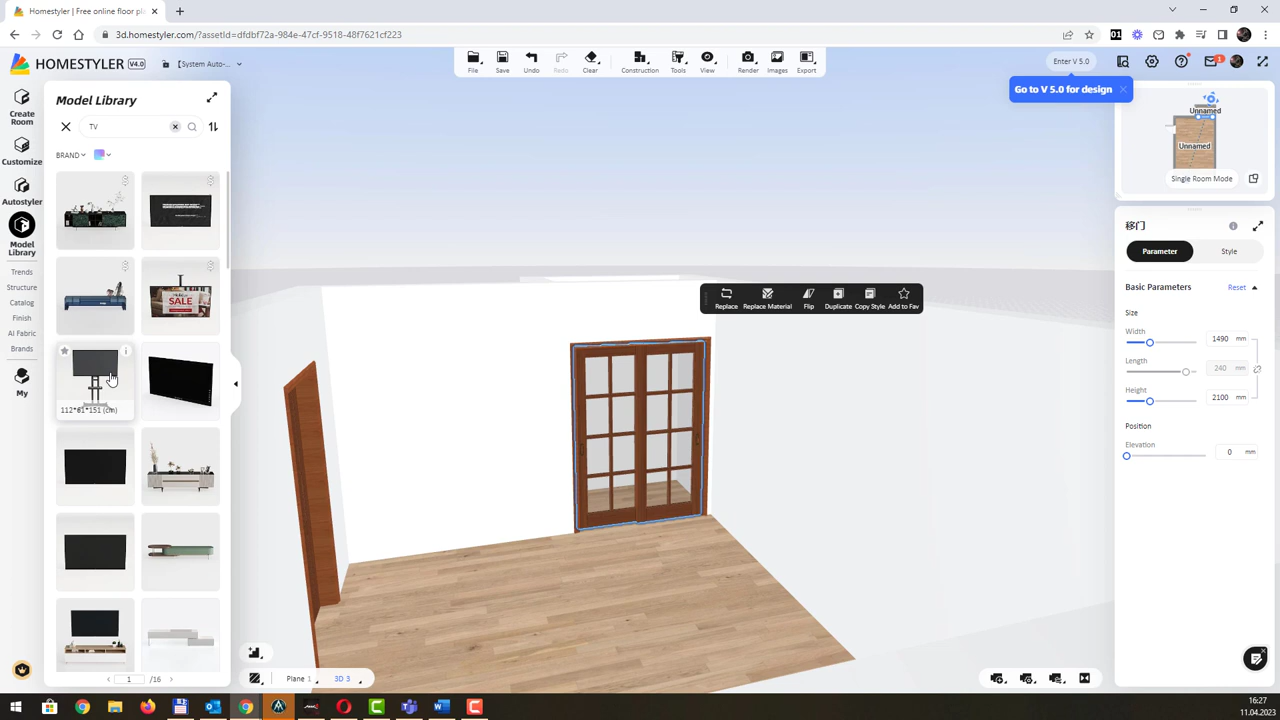 Homestyler | Free online floor pla
3d.homestyler.com/?assetId=dfdbf72a-984e-47cf-9518-48f7621cf223
HOMESTYLER V4.0
[System Auto-...
File
Save
Undo
Redo
Clear
Construction
Tools
View
Render
Images
Export
Enter V 5.0
1
Go to V 5.0 for design
Create Room
Customize
Autostyler
Model Library
Trends
Structure
Catalog
Finish
AI Fabric
Brands
My
Model Library
TV
BRAND
SALE
112*61*151 (cm)
1 /16
Replace
Replace Material
Flip
Duplicate
Copy Style
Add to Fav
Plane 1
3D 3
Unnamed
Unnamed
Single Room Mode
移门
Parameter
Style
Basic Parameters
Reset
Size
Width
1490 mm
Length
240 mm
Height
2100 mm
Position
Elevation
0 mm
16:27
11.04.2023